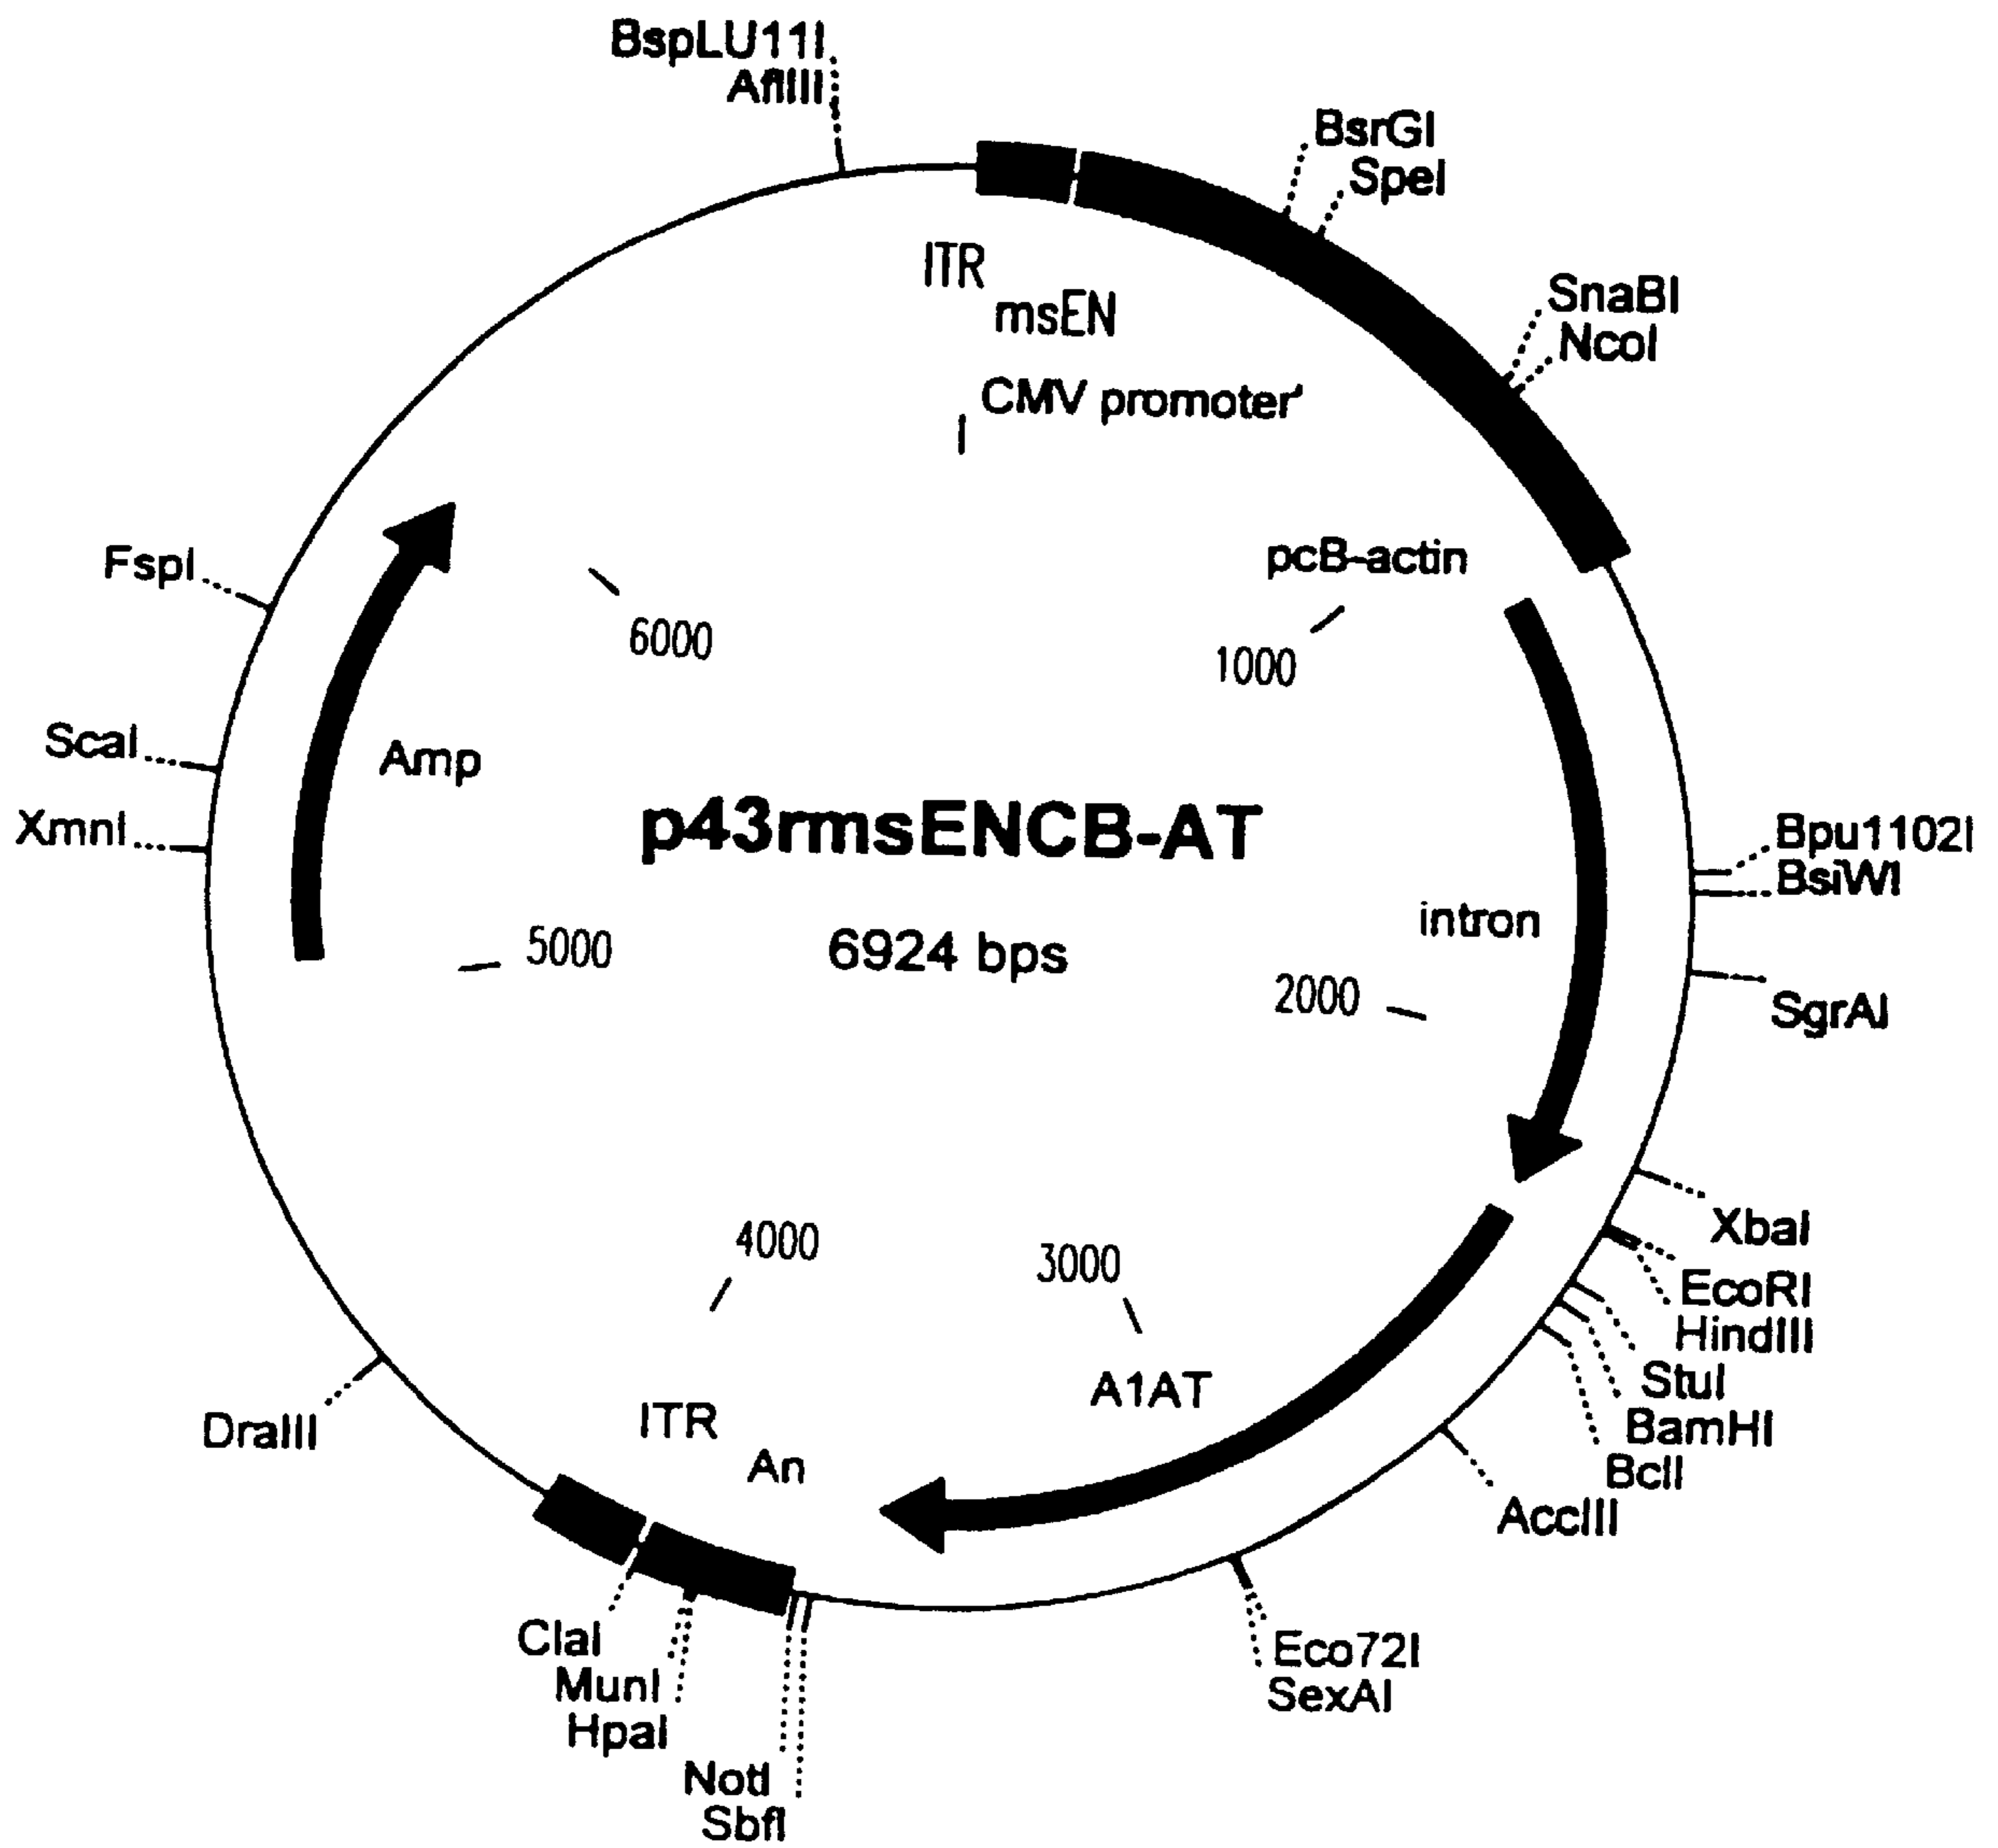 BspLU11I
AflIII
BsrGI
SpeI
SnaBI
NcoI
ITR
msEN
CMV promoter
1
pcB-actin
FspI
6000
1000
ScaI
Amp
XmnI
p43rmsENCB-AT
Bpu1102I
BsiWI
intron
5000
6924 bps
2000
SgrAI
XbaI
4000
3000
EcoRI
HindIII
StuI
A1AT
BamHI
ITR
DraIII
An
BclI
AccIII
ClaI
Eco72I
MunI
SexAI
HpaI
NotI
SbfI